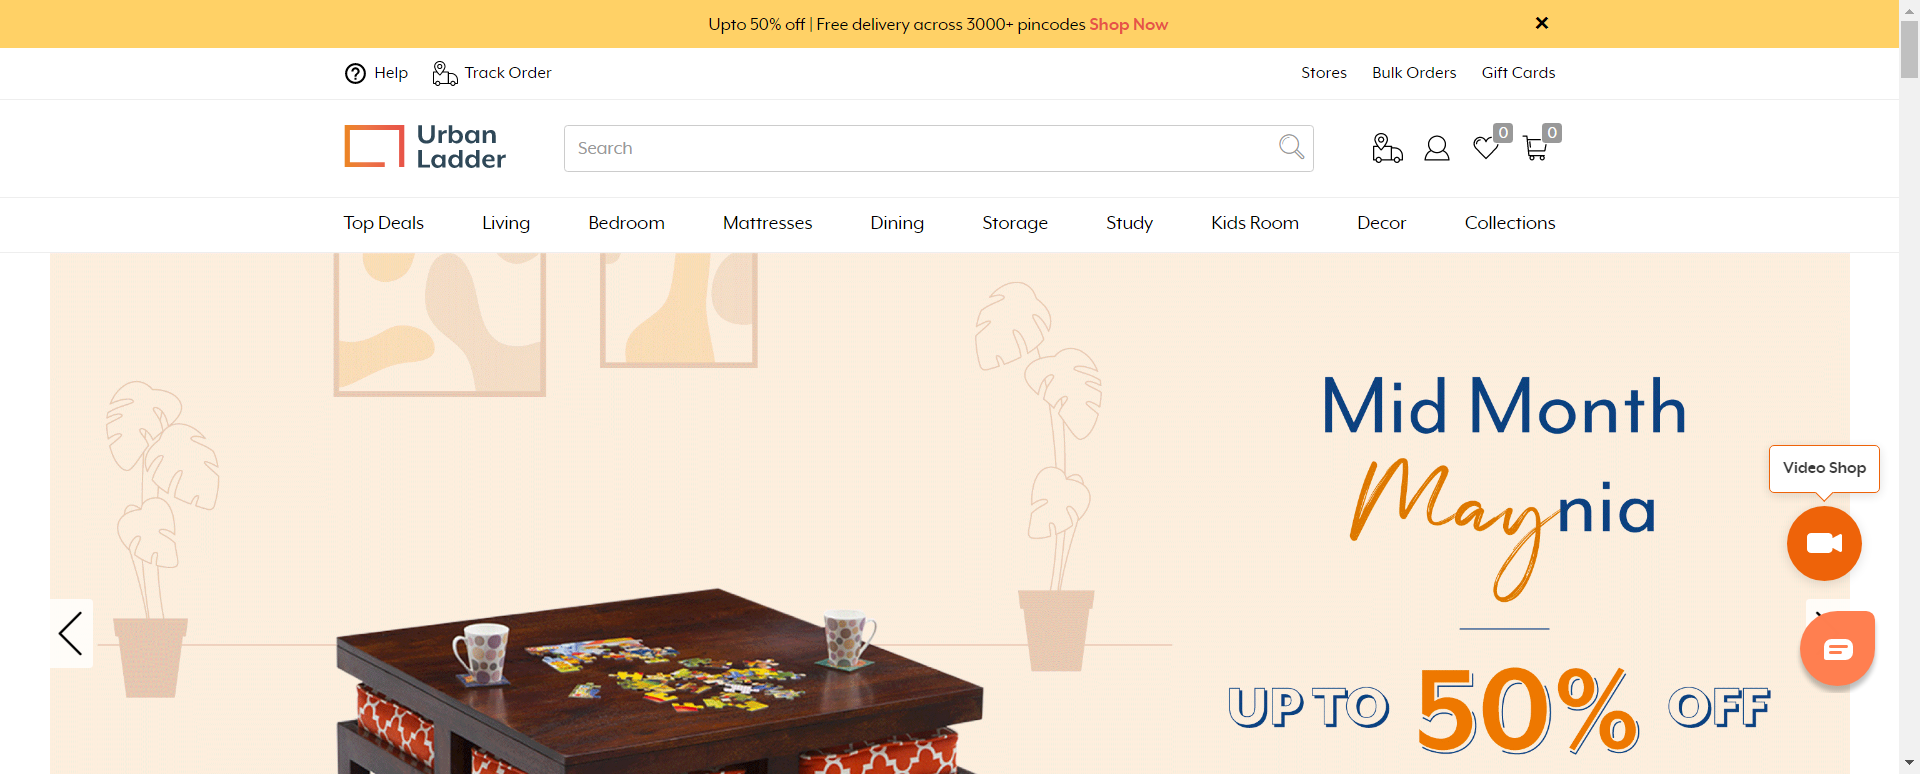 Upto 50% off | Free delivery across 3000+ pincodes Shop Now
Help
Track Order
Stores
Bulk Orders
Gift Cards
Urban
Ladder
Search
0
0
Top Deals
Living
Bedroom
Mattresses
Dining
Storage
Study
Kids Room
Decor
Collections
Mid Month
Maynia
Video Shop
UP TO 50% OFF